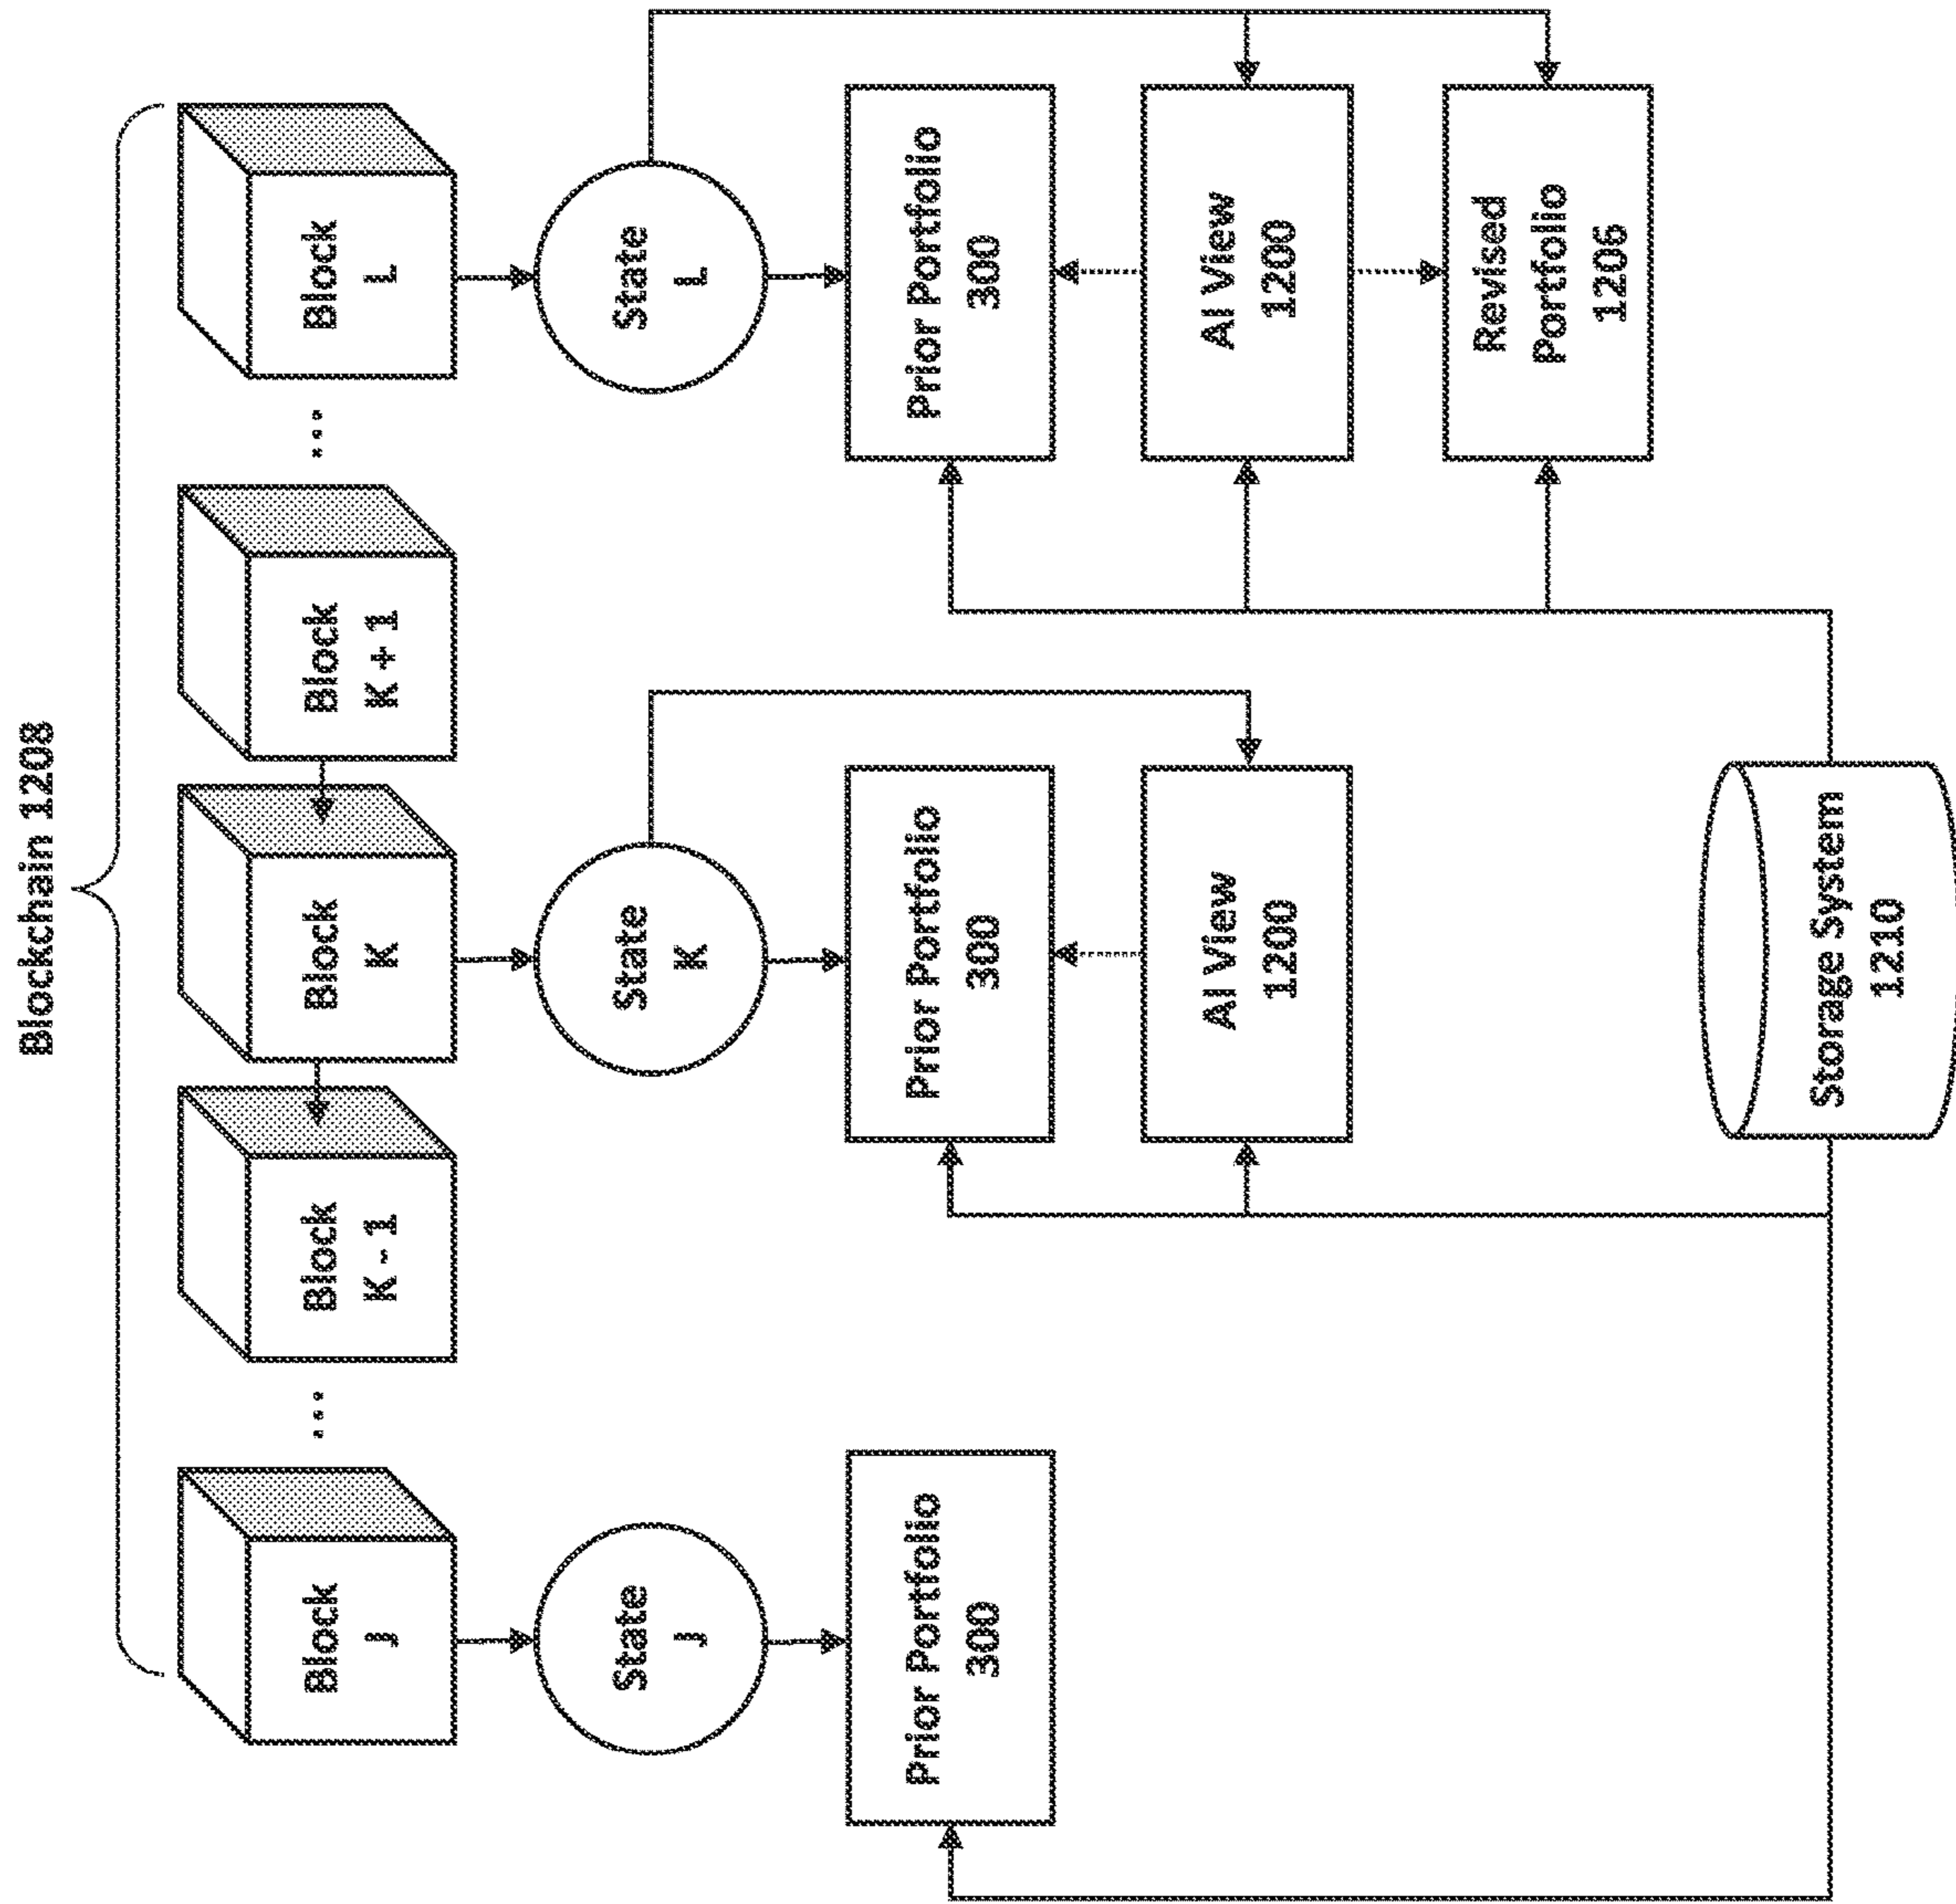 Blockchain 1208
Block
J
...
Block
K - 1
Block
K
Block
K + 1
...
Block
L
State
J
State
K
State
L
Prior Portfolio
300
Prior Portfolio
300
Prior Portfolio
300
AI View
1200
AI View
1200
Revised
Portfolio
1206
Storage System
1210